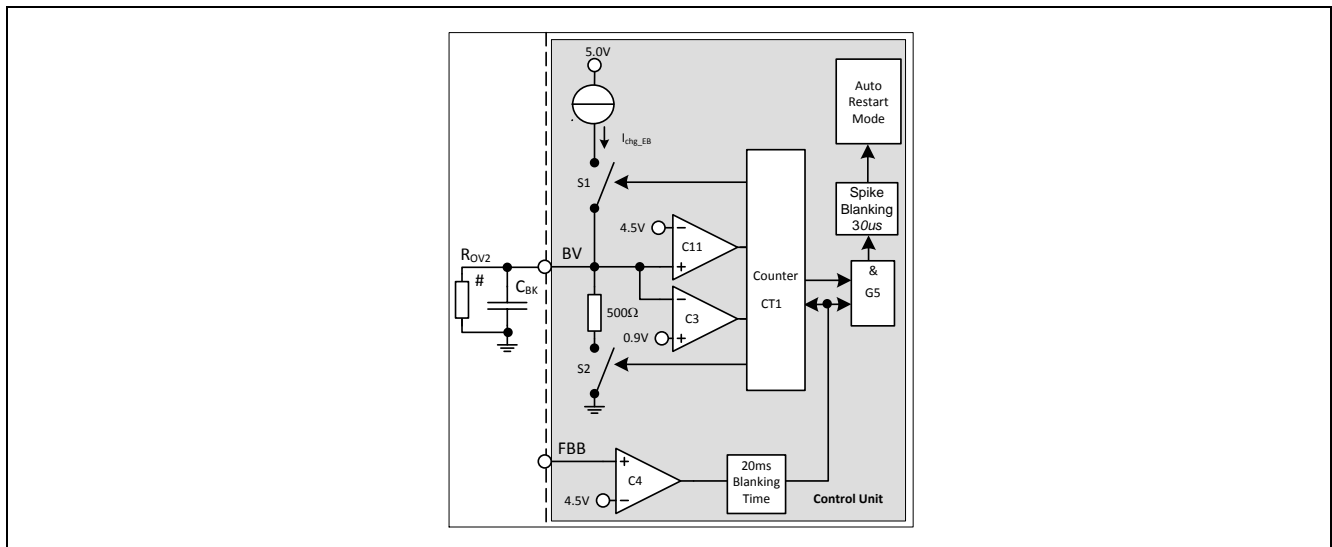 5.0V
Auto
Restart
Mode
Ichg_EB
S1
Spike
Blanking
30us
4.5V
C11
ROV2
BV
#
CBK
Counter
CT1
&
G5
500Ω
C3
0.9V
S2
FBB
C4
20ms
Blanking
Time
4.5V
Control Unit